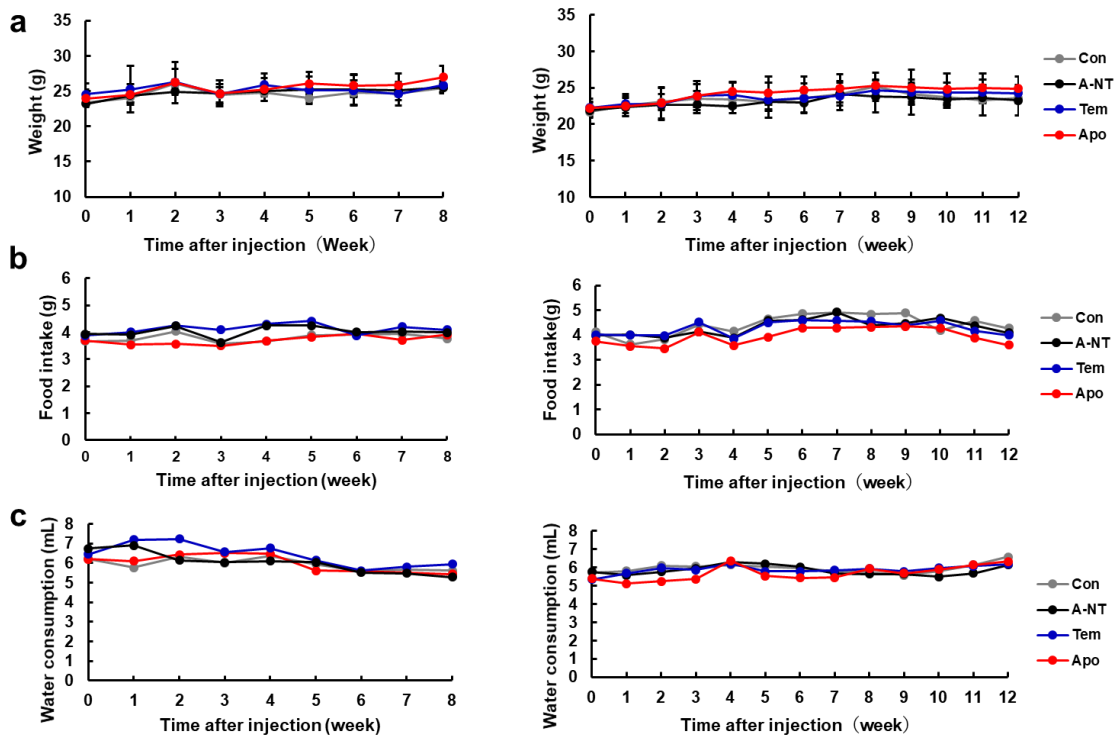 a
35
30
25
20
15
10
Weight (g)
0 1 2 3 4 5 6 7 8
Time after injection（Week）
35
30
25
20
15
10
Weight (g)
0 1 2 3 4 5 6 7 8 9 10 11 12
Time after injection（week）
Con
A-NT
Tem
Apo
b
6
5
4
3
2
1
0
Food intake (g)
0 1 2 3 4 5 6 7 8
Time after injection (week)
6
5
4
3
2
1
0
Food intake(g)
0 1 2 3 4 5 6 7 8 9 10 11 12
Time after injection（week）
Con
A-NT
Tem
Apo
c
8
7
6
5
4
3
2
1
0
Water consumption (mL)
0 1 2 3 4 5 6 7 8
Time after injection (week)
8
7
6
5
4
3
2
1
0
Water consumption (mL)
0 1 2 3 4 5 6 7 8 9 10 11 12
Time after injection（week）
Con
A-NT
Tem
Apo